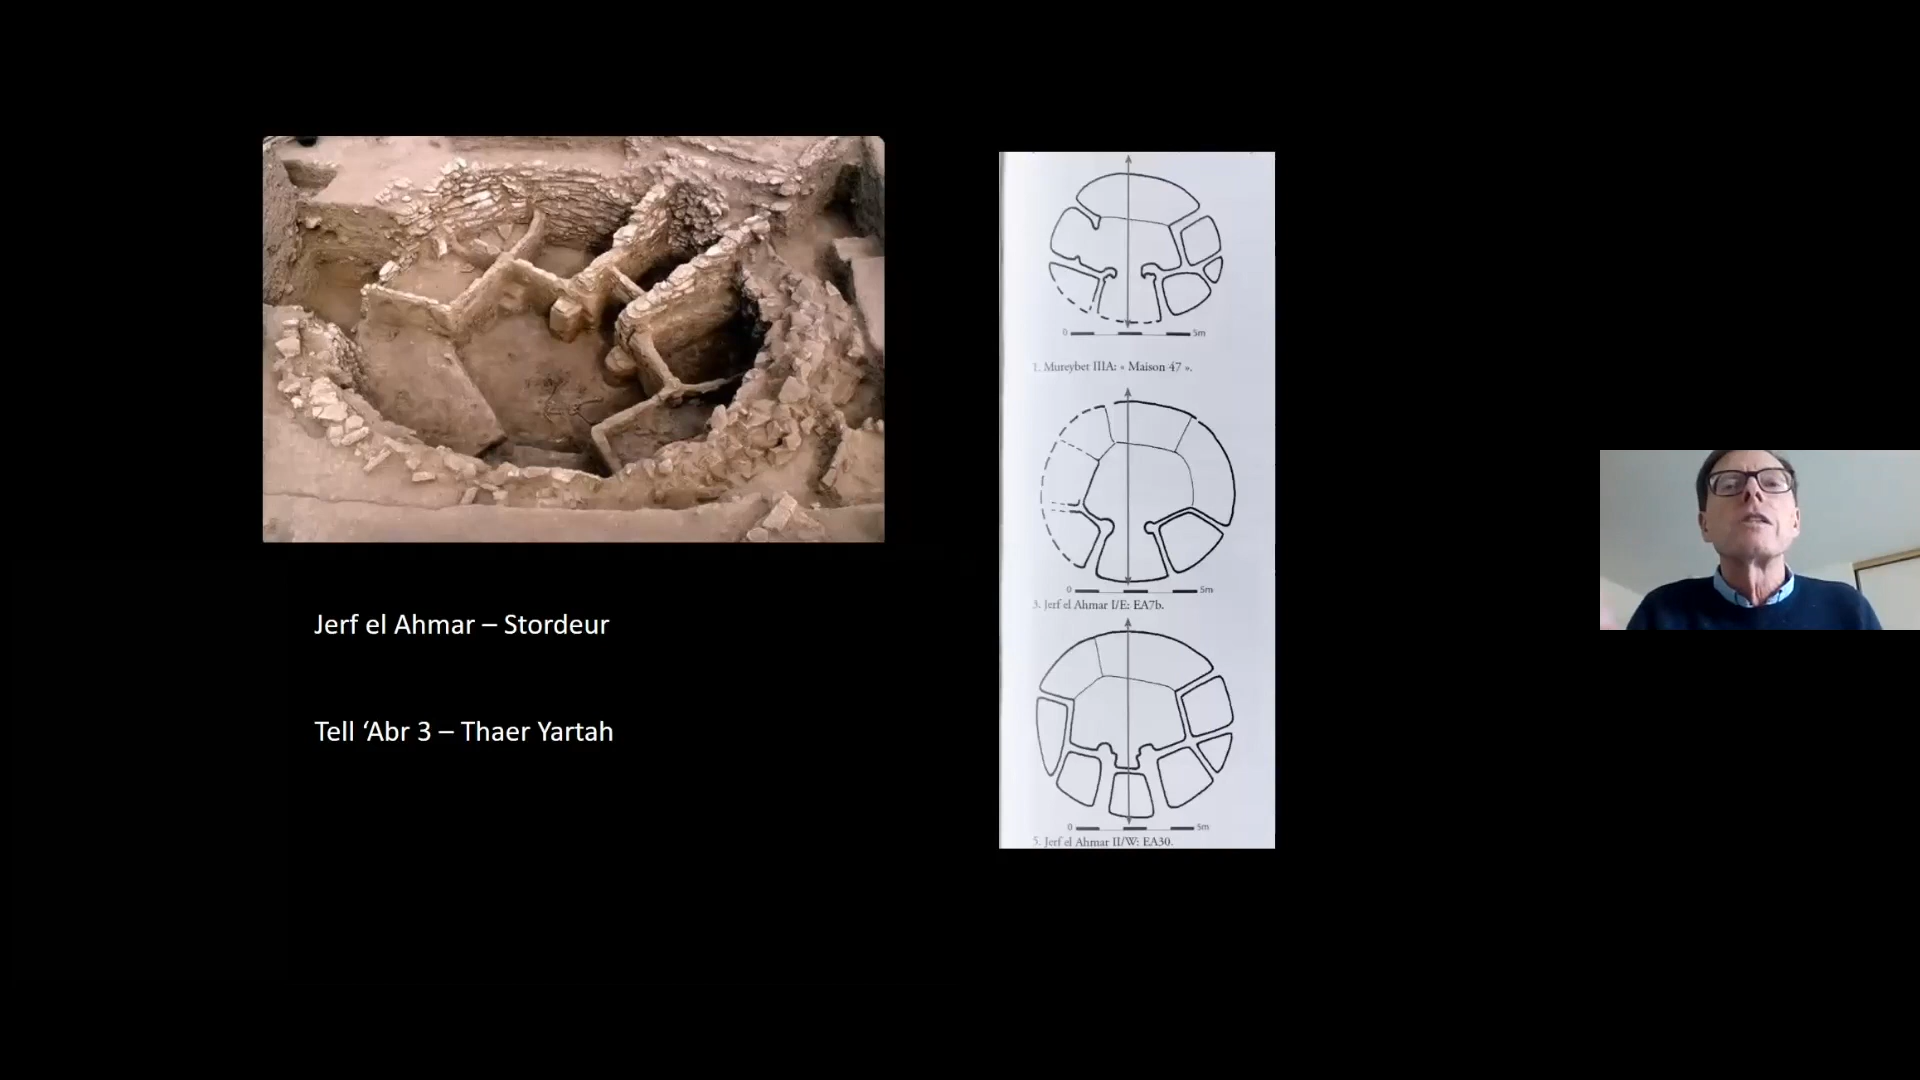 Jerf el Ahmar – Stordeur
Tell ‘Abr 3 – Thaer Yartah
0 5m
1. Mureybet IIIA: « Maison 47 ».
0 5m
3. Jerf el Ahmar I/E: EA7b.
0 5m
5. Jerf el Ahmar II/W: EA30.